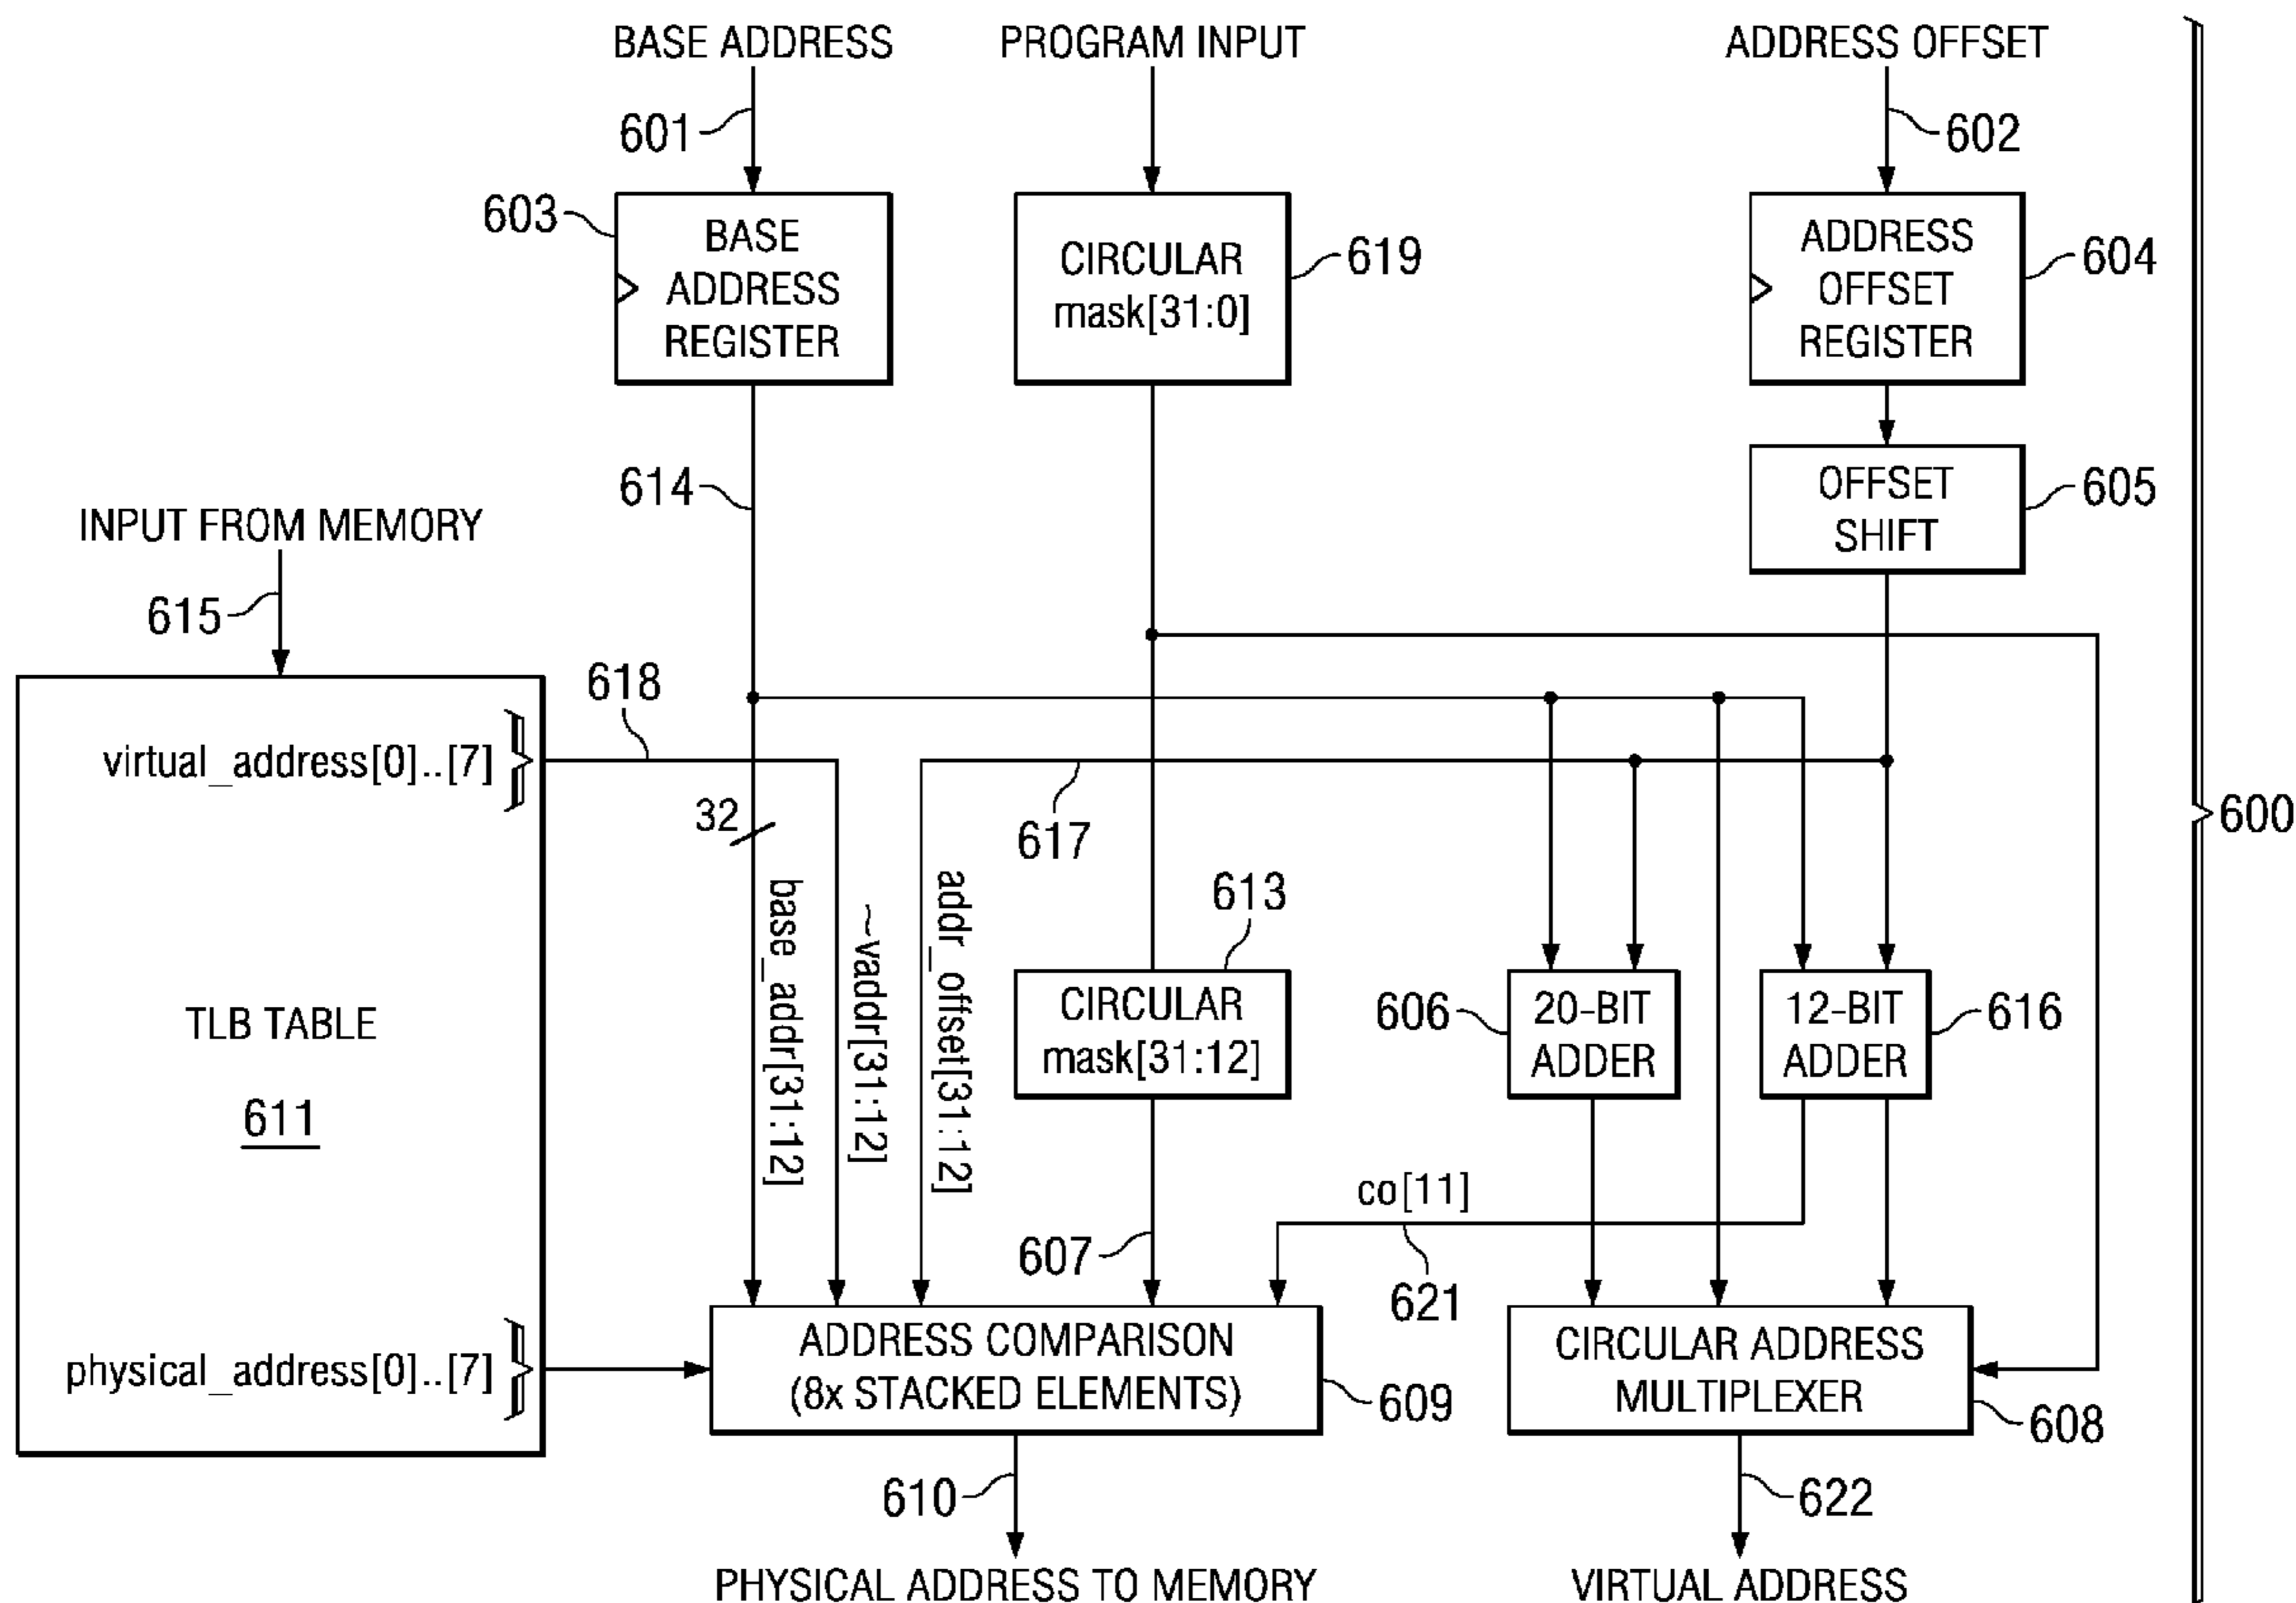 BASE ADDRESS
PROGRAM INPUT
ADDRESS OFFSET
601
602
603
BASE
ADDRESS
REGISTER
CIRCULAR
mask[31:0]
619
ADDRESS
OFFSET
REGISTER
604
614
OFFSET
SHIFT
605
INPUT FROM MEMORY
615
618
virtual_address[0]..[7]
32
617
600
base_addr[31:12]
~vaddr[31:12]
addr_offset[31:12]
613
TLB TABLE
611
CIRCULAR
mask[31:12]
606
20-BIT
ADDER
12-BIT
ADDER
616
co[11]
607
621
physical_address[0]..[7]
ADDRESS COMPARISON
(8x STACKED ELEMENTS)
609
CIRCULAR ADDRESS
MULTIPLEXER
608
610
622
PHYSICAL ADDRESS TO MEMORY
VIRTUAL ADDRESS